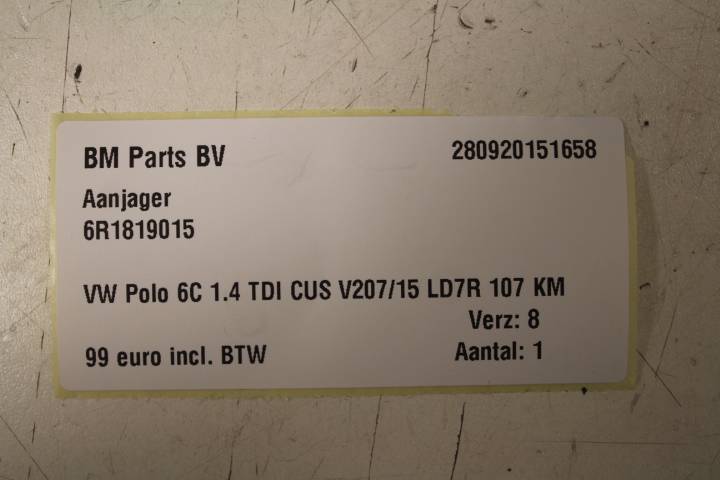 BM Parts BV 280920151658
Aanjager
6R1819015
VW Polo 6C 1.4 TDI CUS V207/15 LD7R 107 KM
Verz: 8
99 euro incl. BTW Aantal: 1